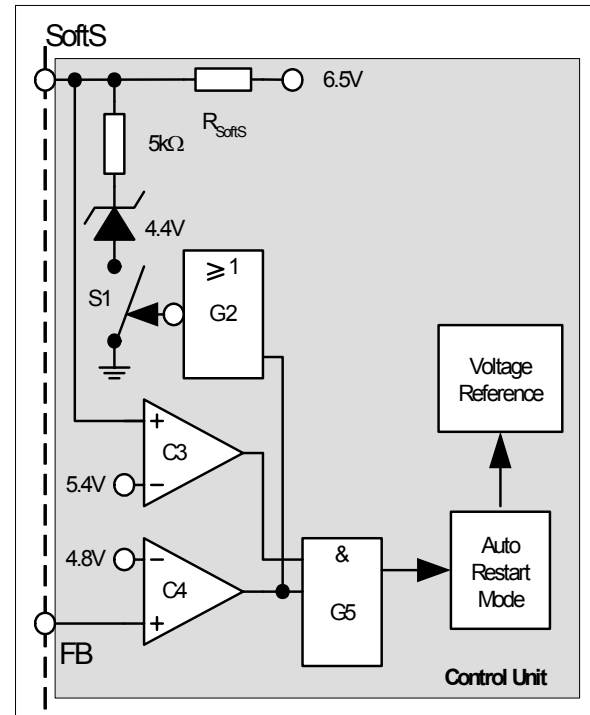 SoftS
6.5V
R SoftS
5kΩ
4.4V
S1
≥1
G2
Voltage
Reference
+
C3
−
5.4V
4.8V
−
C4
+
&
G5
Auto
Restart
Mode
FB
Control Unit